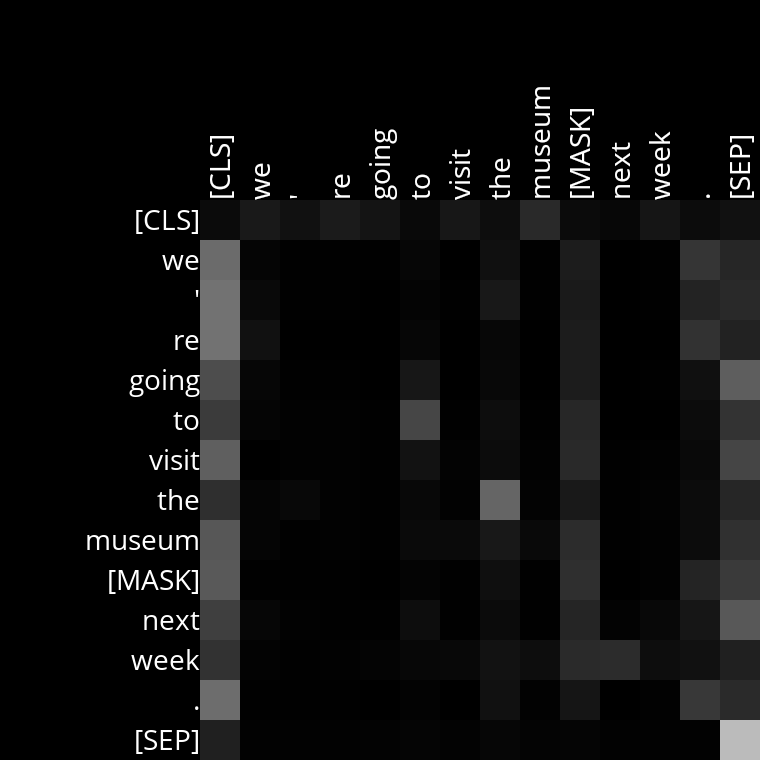 [CLS] we ' re going to visit the museum [MASK] next week . [SEP]
[CLS]
we
'
re
going
to
visit
the
museum
[MASK]
next
week
.
[SEP]